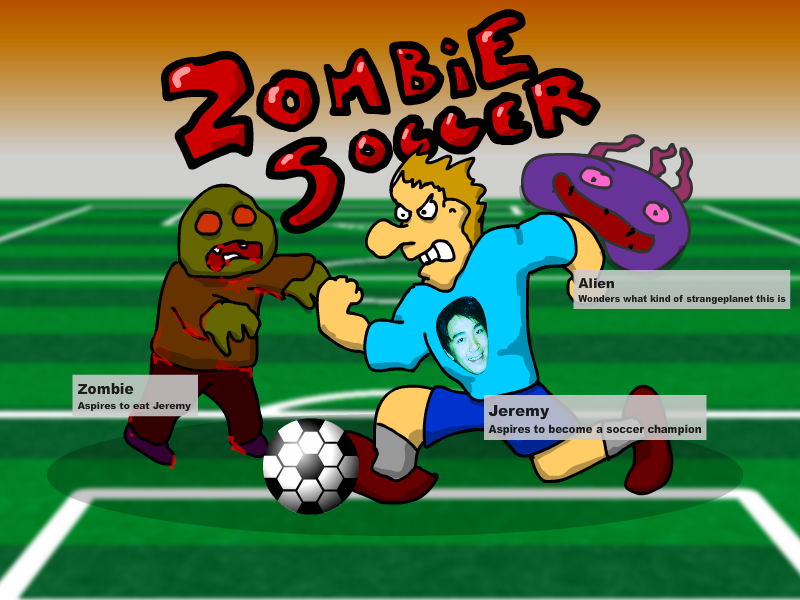 ZOMBiE
SOCCER
Alien
Wonders what kind of strangeplanet this is
Zombie
Aspires to eat Jeremy
Jeremy
Aspires to become a soccer champion